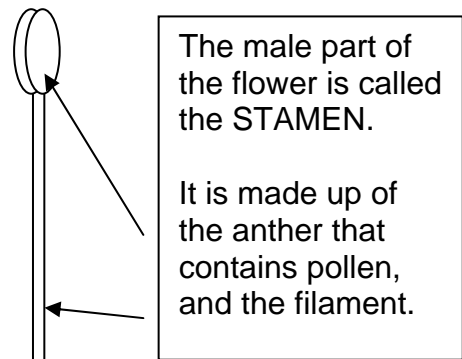 The male part of
the flower is called
the STAMEN.
It is made up of
the anther that
contains pollen,
and the filament.